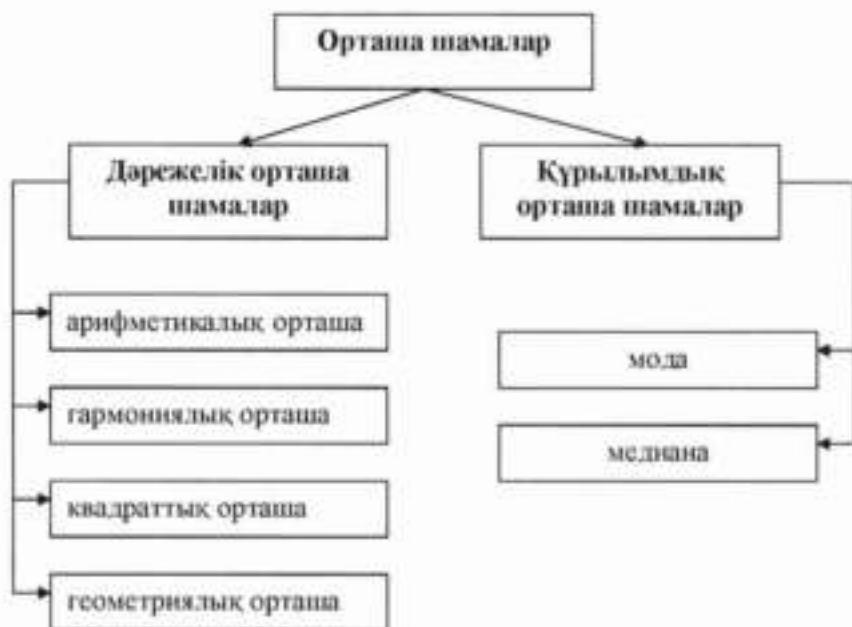 Орташа шамалар
Дәрежелік орташа
шамалар
Құрылымдық
орташа шамалар
арифметикалық орташа
гармониялық орташа
квадраттық орташа
геометриялық орташа
мода
медиана